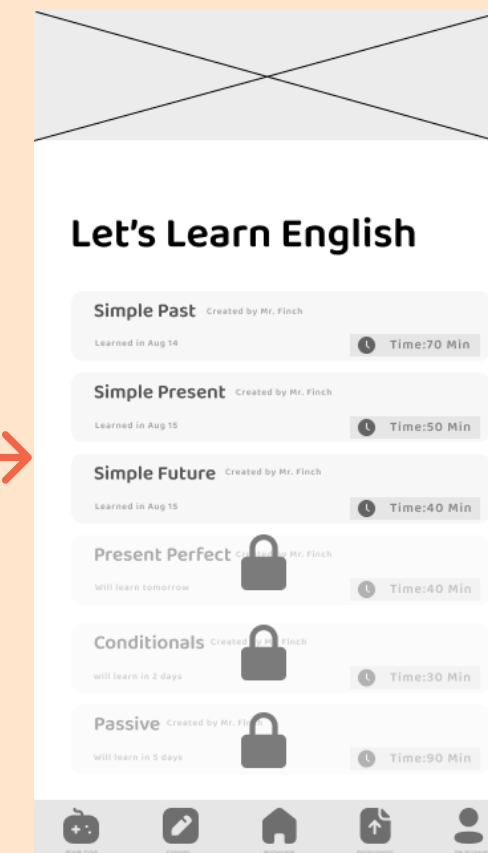 Let's Learn English
Simple Past Created by Mr. Finch
Learned in Aug 14
Time:70 Min
Simple Present Created by Mr. Finch
Learned in Aug 15
Time:50 Min
Simple Future Created by Mr. Finch
Learned in Aug 15
Time:40 Min
Present Perfect Mr. Finch
Will learn tomorrow
Time:40 Min
Conditionals Created Finch
will learn in 2 days
Time:30 Min
Passive Created by Mr.
Will learn in 5 days
Time:90 Min